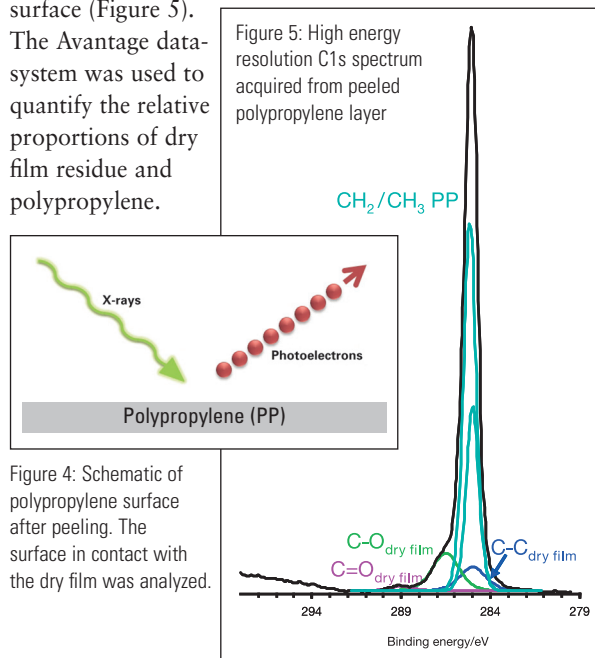 surface (Figure 5).
The Avantage data-
system was used to
quantify the relative
proportions of dry
film residue and
polypropylene.
X-rays
Photoelectrons
Polypropylene (PP)
Figure 4: Schematic of
polypropylene surface
after peeling. The
surface in contact with
the dry film was analyzed.
Figure 5: High energy
resolution C1s spectrum
acquired from peeled
polypropylene layer
CH₂/CH₃ PP
C-O dry film
C=O dry film
C-C dry film
294 289 284 279
Binding energy/eV